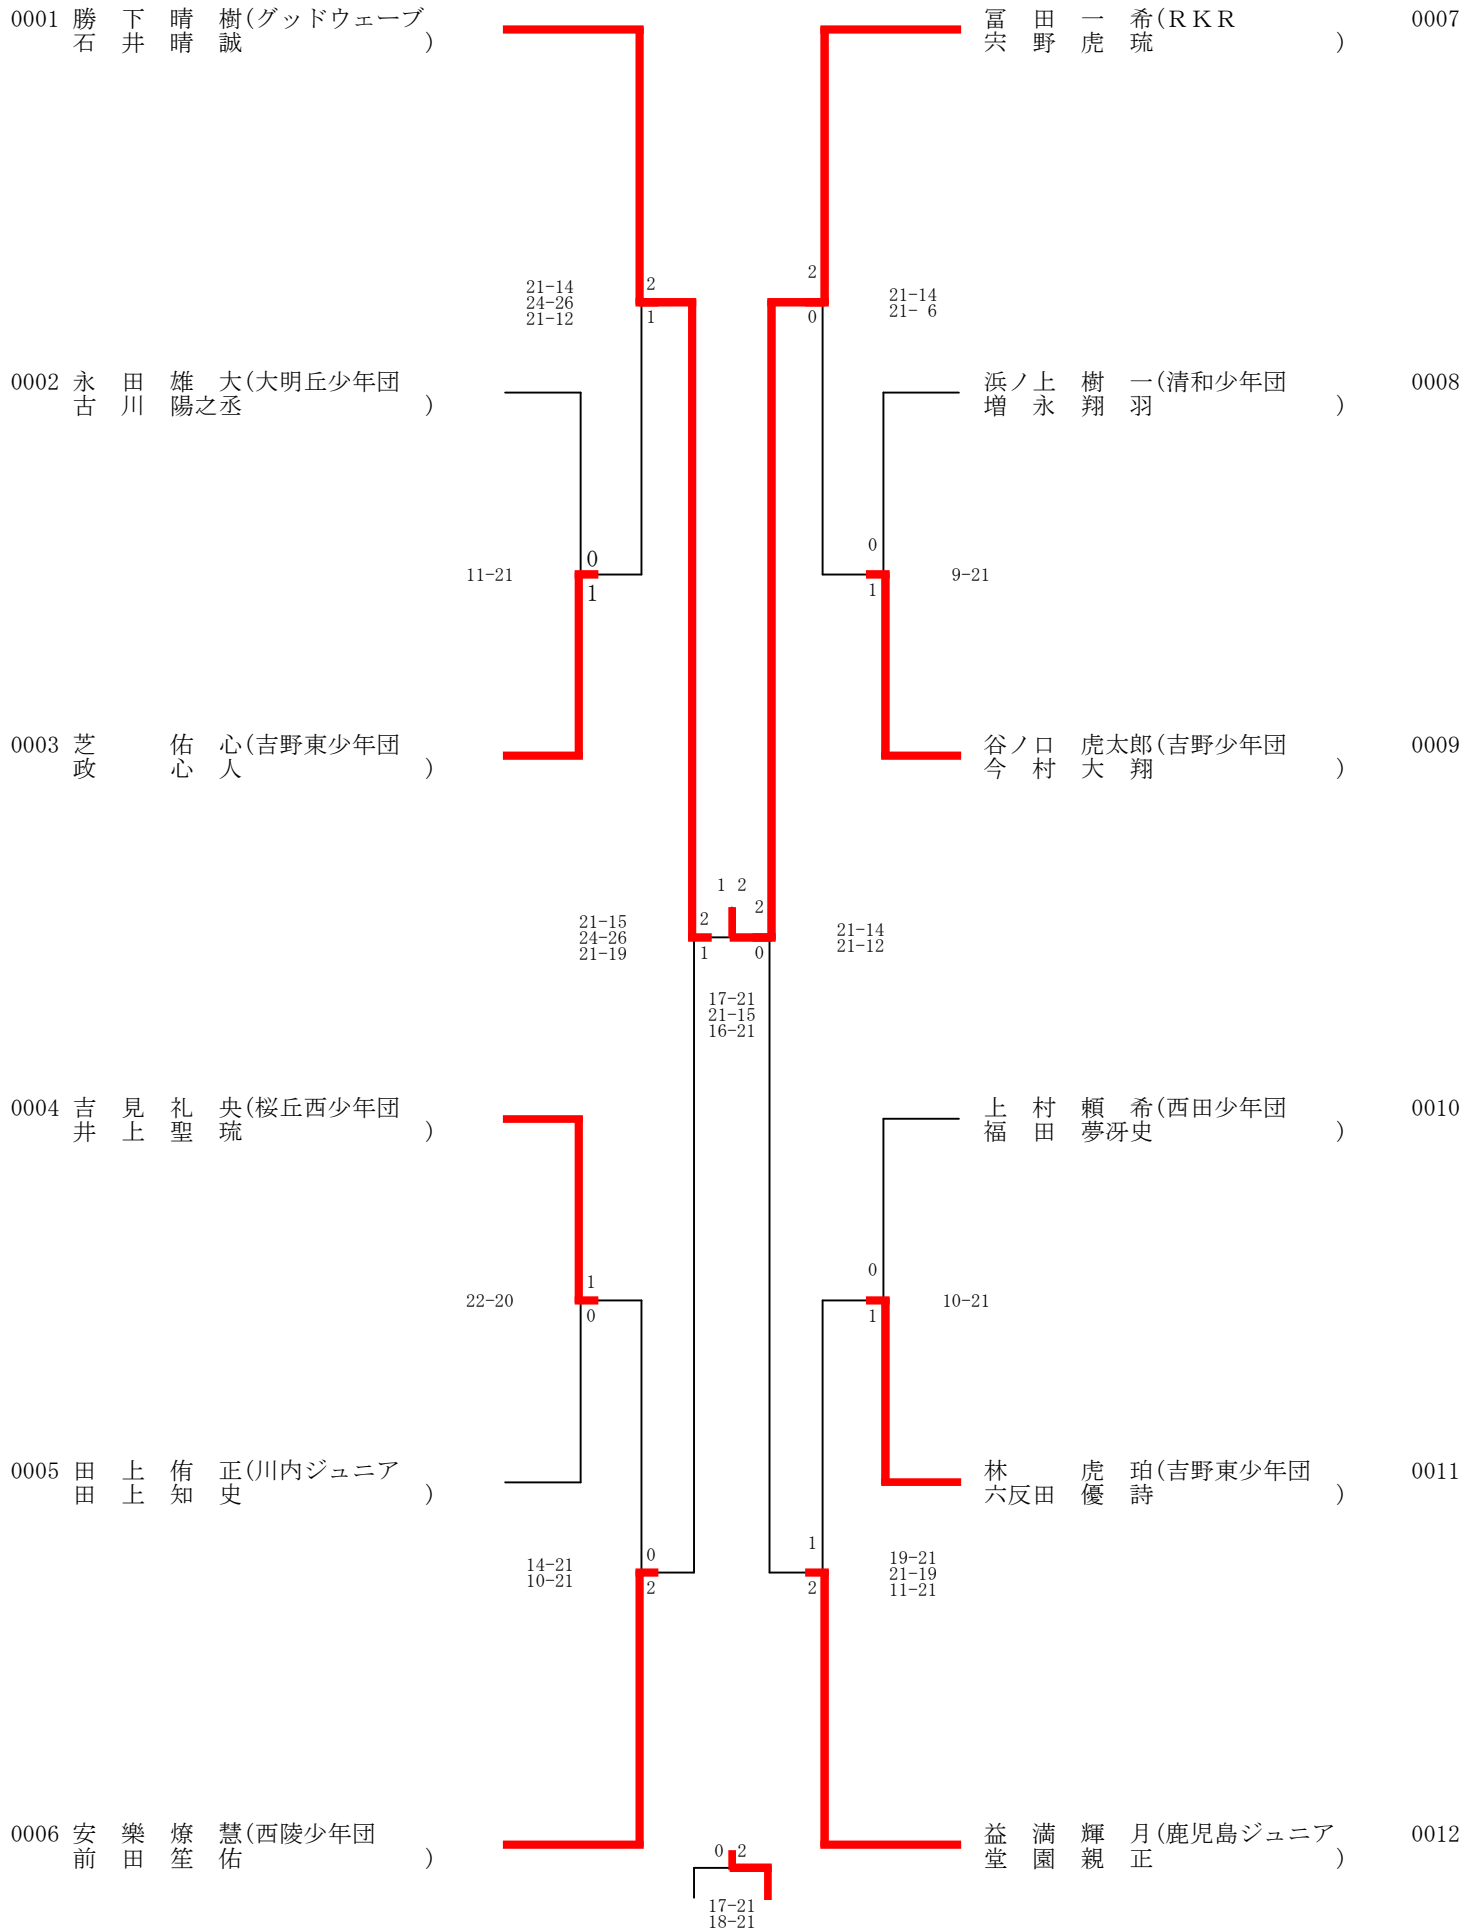 0001 勝 下 晴 樹(グッドウェーブ
石 井 晴 誠 )
冨 田 一 希(ＲＫＲ 0007
宍 野 虎 琉 )
2
21-14
24-26
21-12
1
2
21-14
21- 6
0
0002 永 田 雄 大(大明丘少年団
古 川 陽之丞 )
浜ノ上 樹 一(清和少年団 0008
増 永 翔 羽 )
0
11-21
1
0
9-21
1
0003 芝 佑 心(吉野東少年団
政 心 人 )
谷ノ口 虎太郎(吉野少年団 0009
今 村 大 翔 )
1 2
2
21-15
24-26
21-19
1
2
21-14
21-12
0
17-21
21-15
16-21
0004 吉 見 礼 央(桜丘西少年団
井 上 聖 琉 )
上 村 頼 希(西田少年団 0010
福 田 夢冴史 )
1
22-20
0
0
10-21
1
0005 田 上 侑 正(川内ジュニア
田 上 知 史 )
林 虎 珀(吉野東少年団 0011
六反田 優 詩 )
0
14-21
10-21
2
1
19-21
21-19
11-21
2
0006 安 樂 燎 慧(西陵少年団
前 田 笙 佑 )
益 満 輝 月(鹿児島ジュニア 0012
堂 園 親 正 )
0 2
17-21
18-21